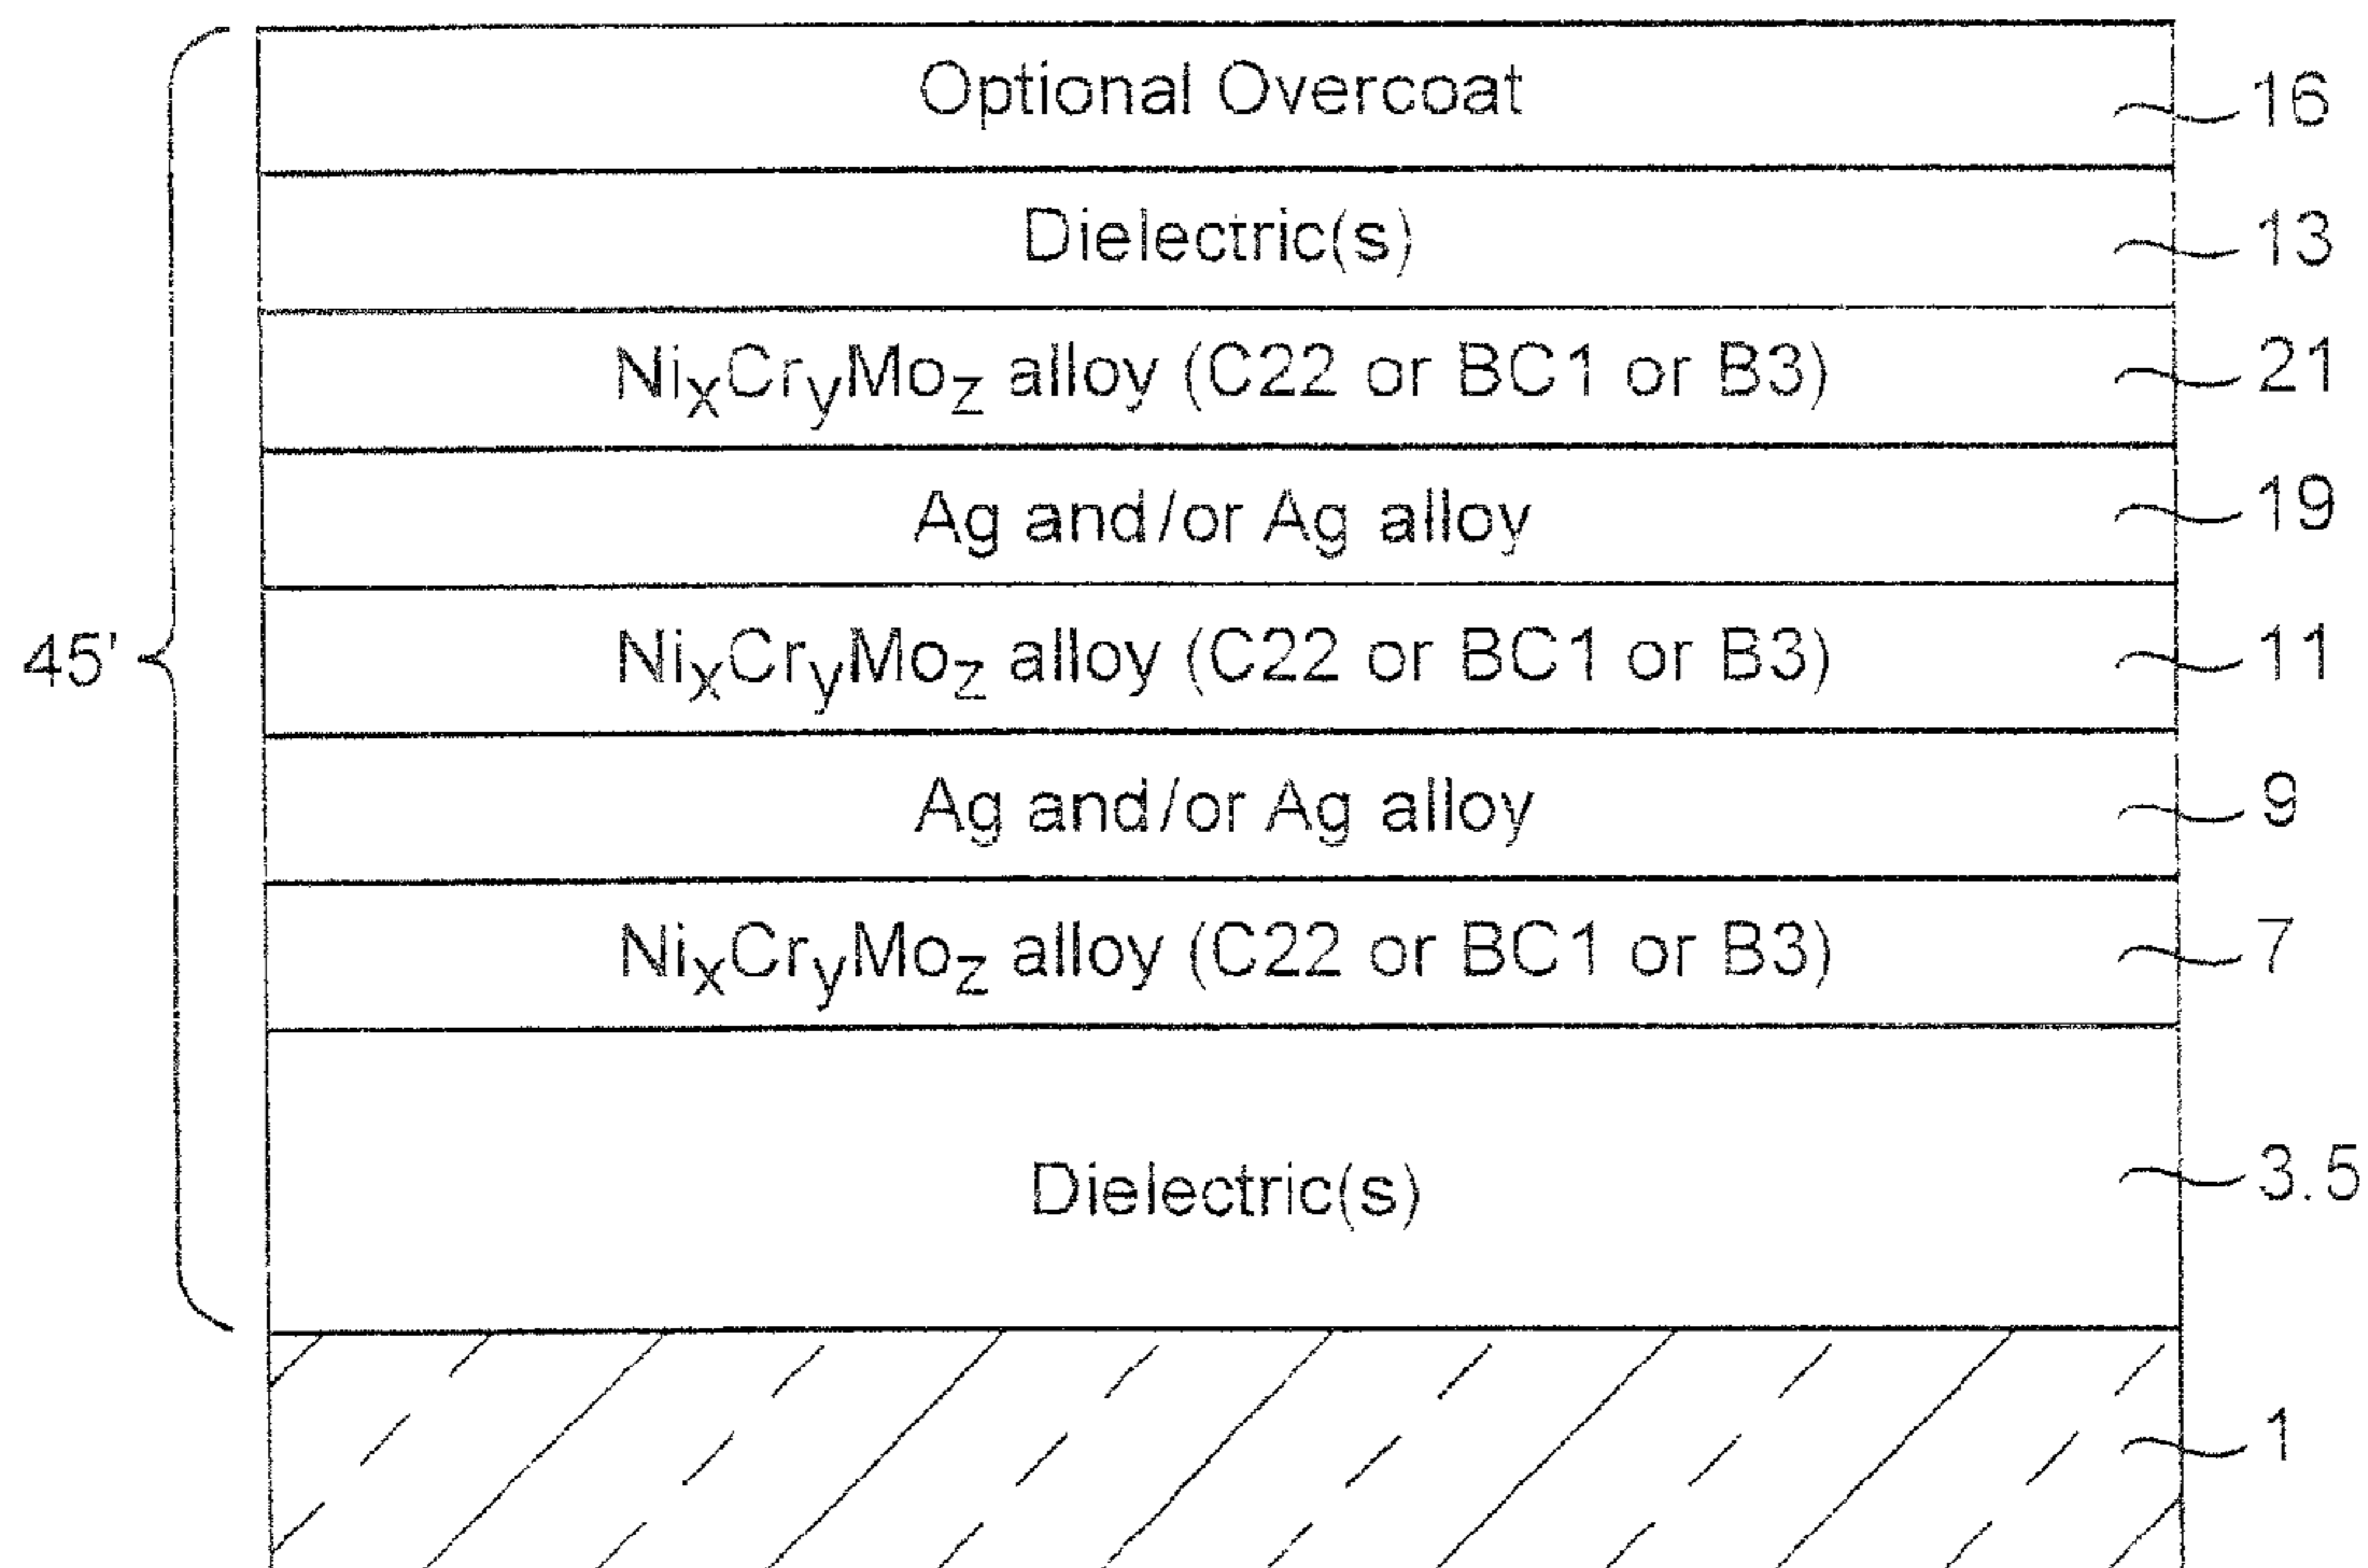 Optional Overcoat 16
Dielectric(s) 13
NixCryMoz alloy (C22 or BC1 or B3) 21
Ag and/or Ag alloy 19
45' NixCryMoz alloy (C22 or BC1 or B3) 11
Ag and/or Ag alloy 9
NixCryMoz alloy (C22 or BC1 or B3) 7
Dielectric(s) 3.5
1